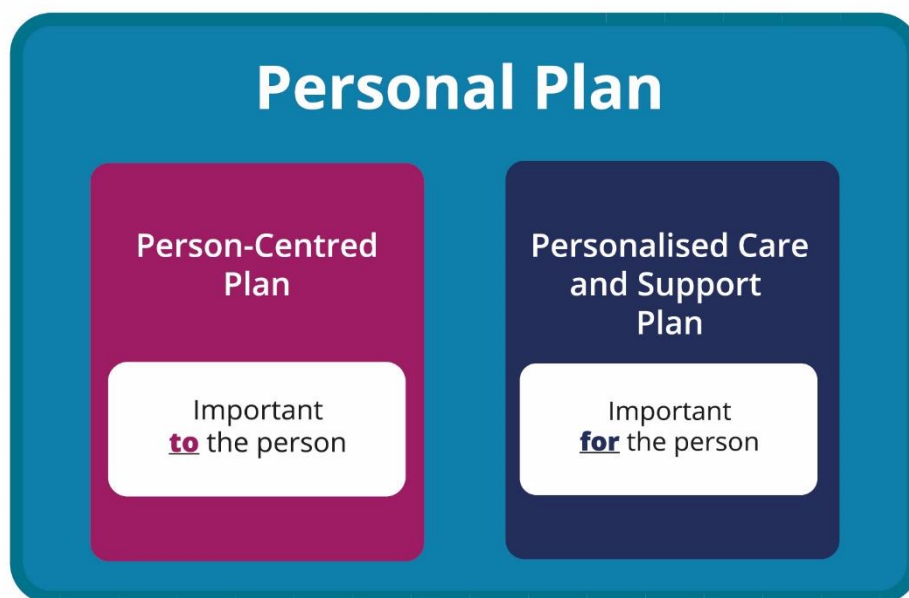 Personal Plan
Person-Centred
Plan
Important
to the person
Personalised Care
and Support
Plan
Important
for the person